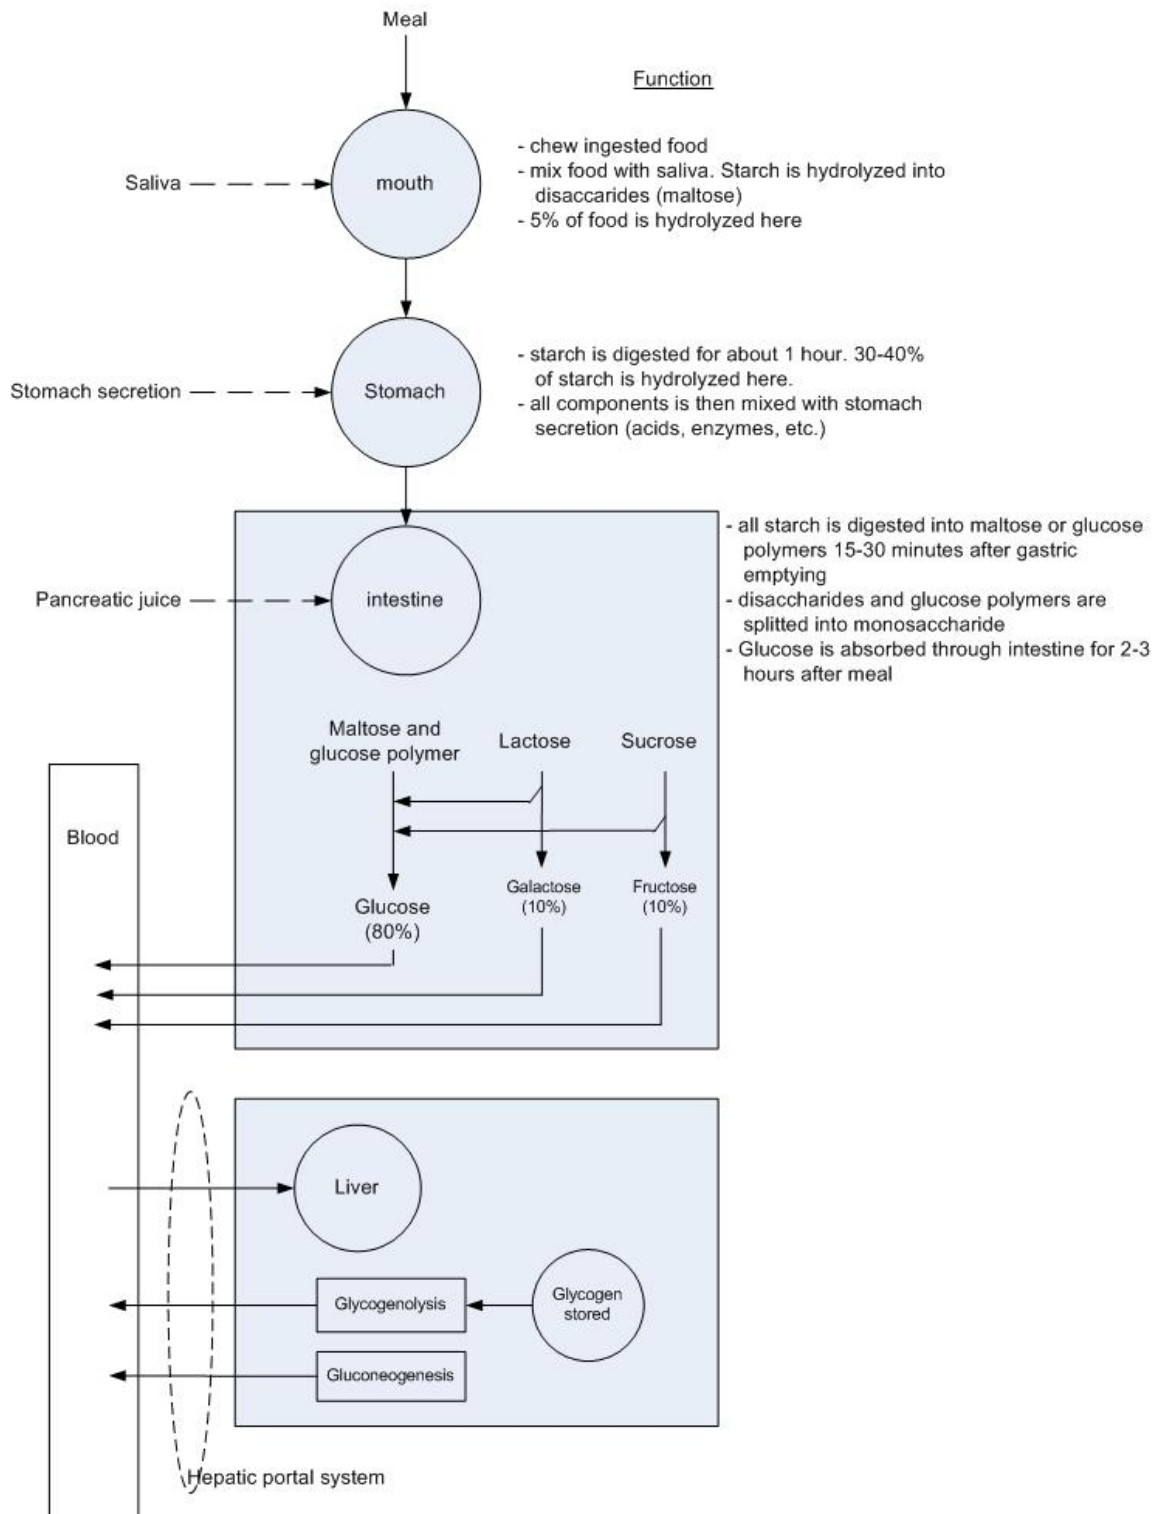 Meal
Function
mouth
Saliva
- chew ingested food
- mix food with saliva. Starch is hydrolyzed into
disaccarides (maltose)
- 5% of food is hydrolyzed here
Stomach secretion
Stomach
- starch is digested for about 1 hour. 30-40%
of starch is hydrolyzed here.
- all components is then mixed with stomach
secretion (acids, enzymes, etc.)
Pancreatic juice
intestine
- all starch is digested into maltose or glucose
polymers 15-30 minutes after gastric
emptying
- disaccharides and glucose polymers are
splitted into monosaccharide
- Glucose is absorbed through intestine for 2-3
hours after meal
Maltose and
glucose polymer
Lactose
Sucrose
Blood
Glucose
(80%)
Galactose
(10%)
Fructose
(10%)
Liver
Glycogenolysis
Glycogen
stored
Gluconeogenesis
Hepatic portal system